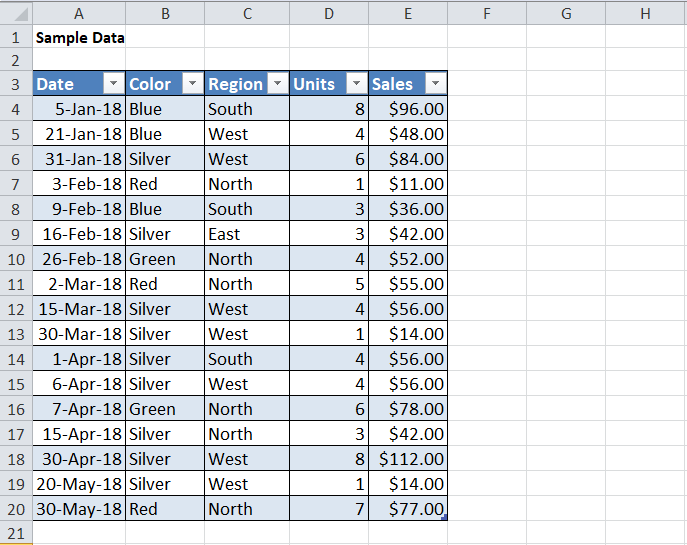 A B C D E F G H
1 Sample Data
2
3 Date Color Region Units Sales
4 5-Jan-18 Blue South 8 $96.00
5 21-Jan-18 Blue West 4 $48.00
6 31-Jan-18 Silver West 6 $84.00
7 3-Feb-18 Red North 1 $11.00
8 9-Feb-18 Blue South 3 $36.00
9 16-Feb-18 Silver East 3 $42.00
10 26-Feb-18 Green North 4 $52.00
11 2-Mar-18 Red North 5 $55.00
12 15-Mar-18 Silver West 4 $56.00
13 30-Mar-18 Silver West 1 $14.00
14 1-Apr-18 Silver South 4 $56.00
15 6-Apr-18 Silver West 4 $56.00
16 7-Apr-18 Green North 6 $78.00
17 15-Apr-18 Silver North 3 $42.00
18 30-Apr-18 Silver West 8 $112.00
19 20-May-18 Silver West 1 $14.00
20 30-May-18 Red North 7 $77.00
21